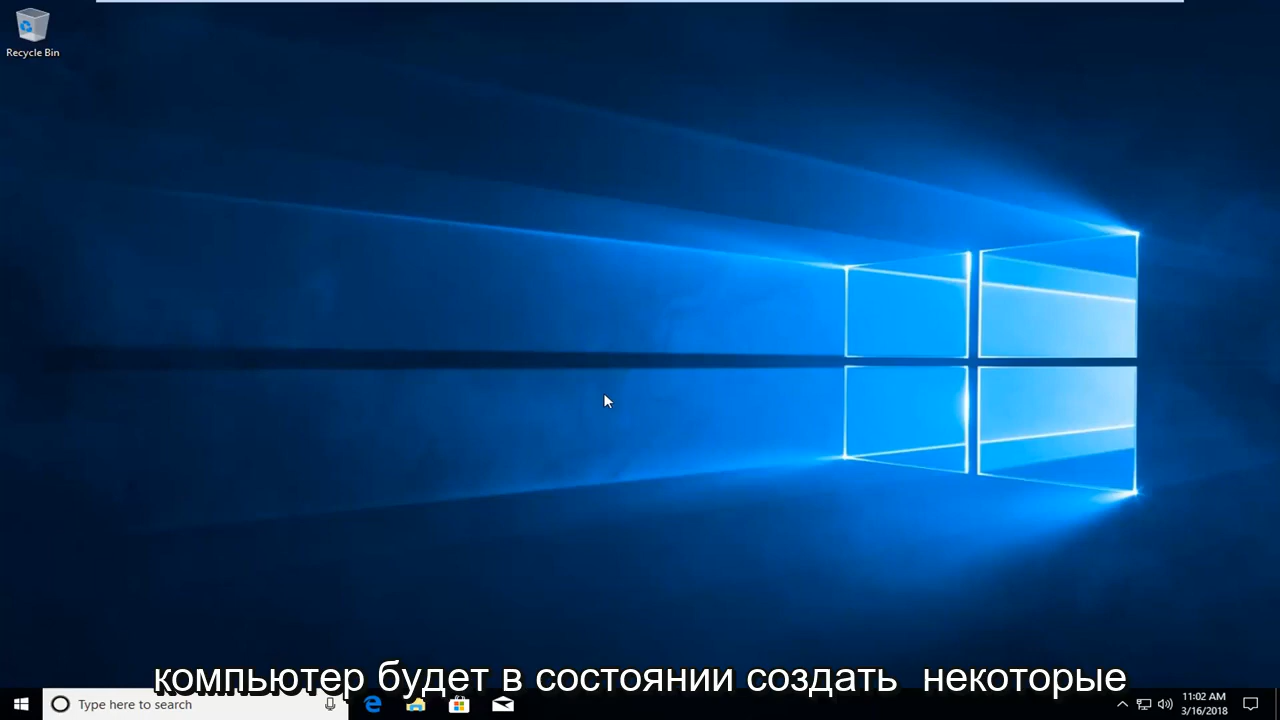 Recycle Bin
компьютер будет в состоянии создать некоторые
Type here to search
11:02 AM
3/16/2018